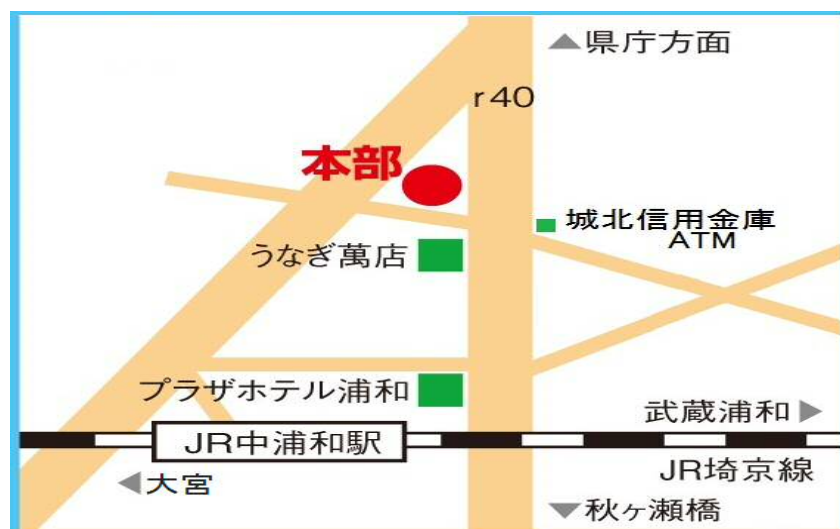 ▲県庁方面
r40
本部
城北信用金庫
ATM
うなぎ萬店
プラザホテル浦和
武蔵浦和▶
JR中浦和駅
JR埼京線
◀大宮
▼秋ヶ瀬橋